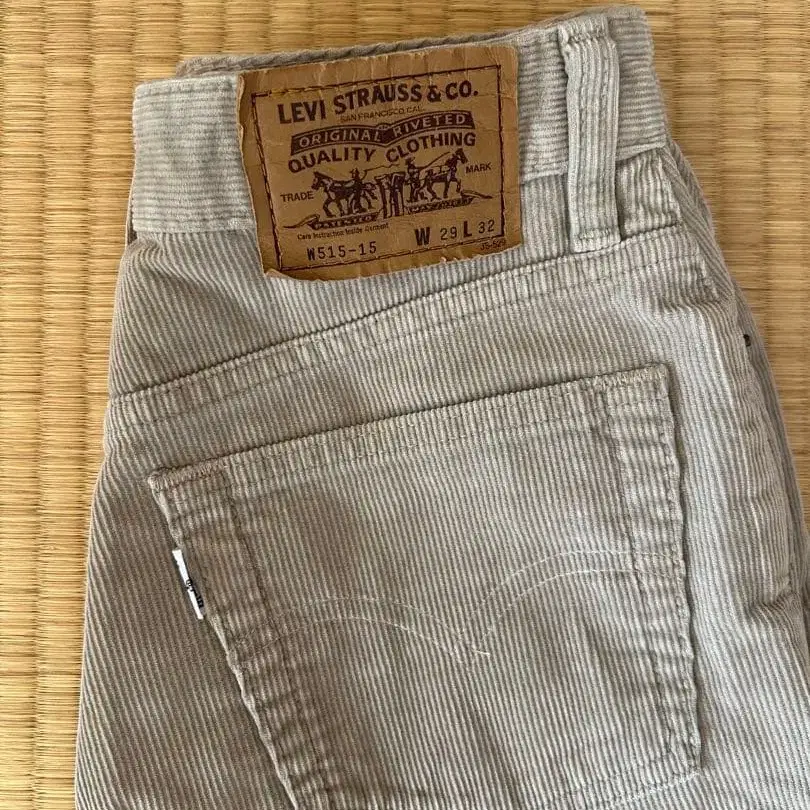 LEVI STRAUSS & CO.
SAN FRANCISCO CAL.
ORIGINAL RIVETED
QUALITY CLOTHING
TRADE MARK
Care Instruction Inside Garment
W515-15 W 29 L 32